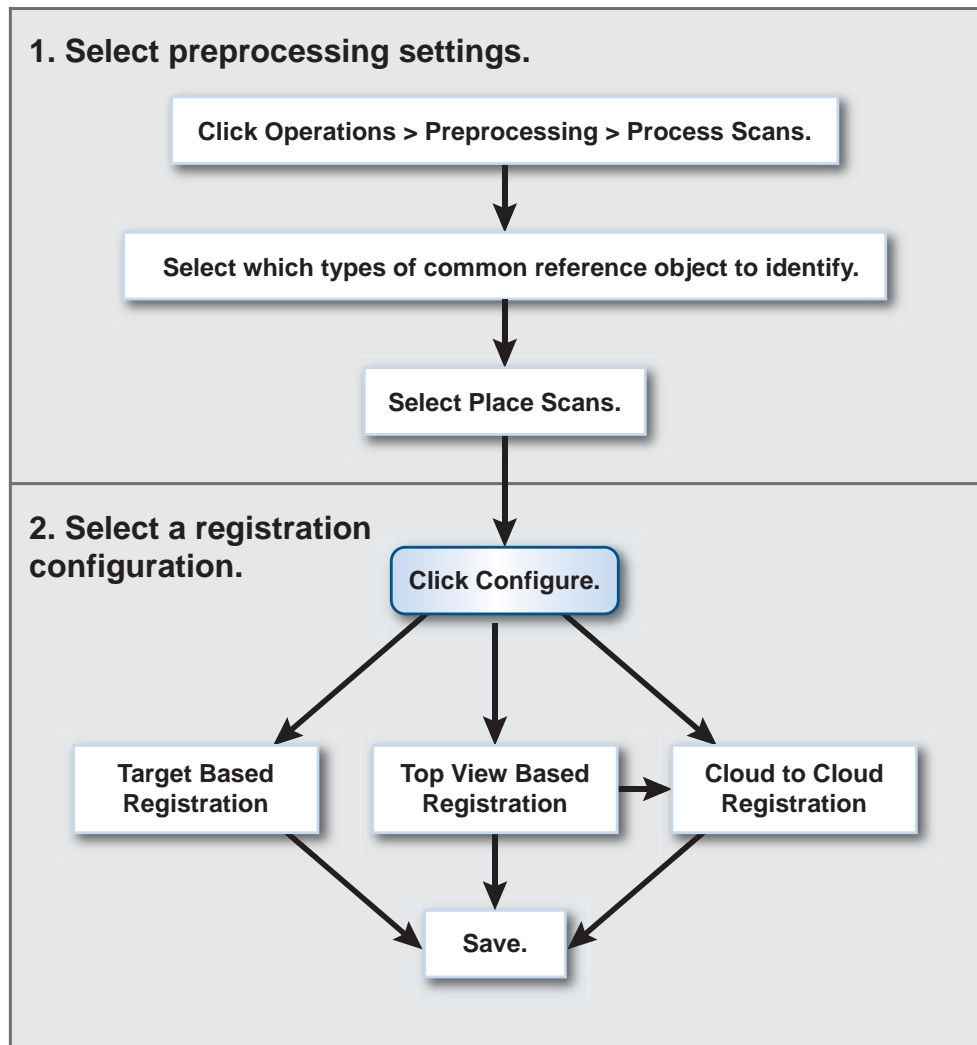 1. Select preprocessing settings.
Click Operations > Preprocessing > Process Scans.
Select which types of common reference object to identify.
Select Place Scans.
2. Select a registration
configuration.
Click Configure.
Target Based
Registration
Top View Based
Registration
Cloud to Cloud
Registration
Save.